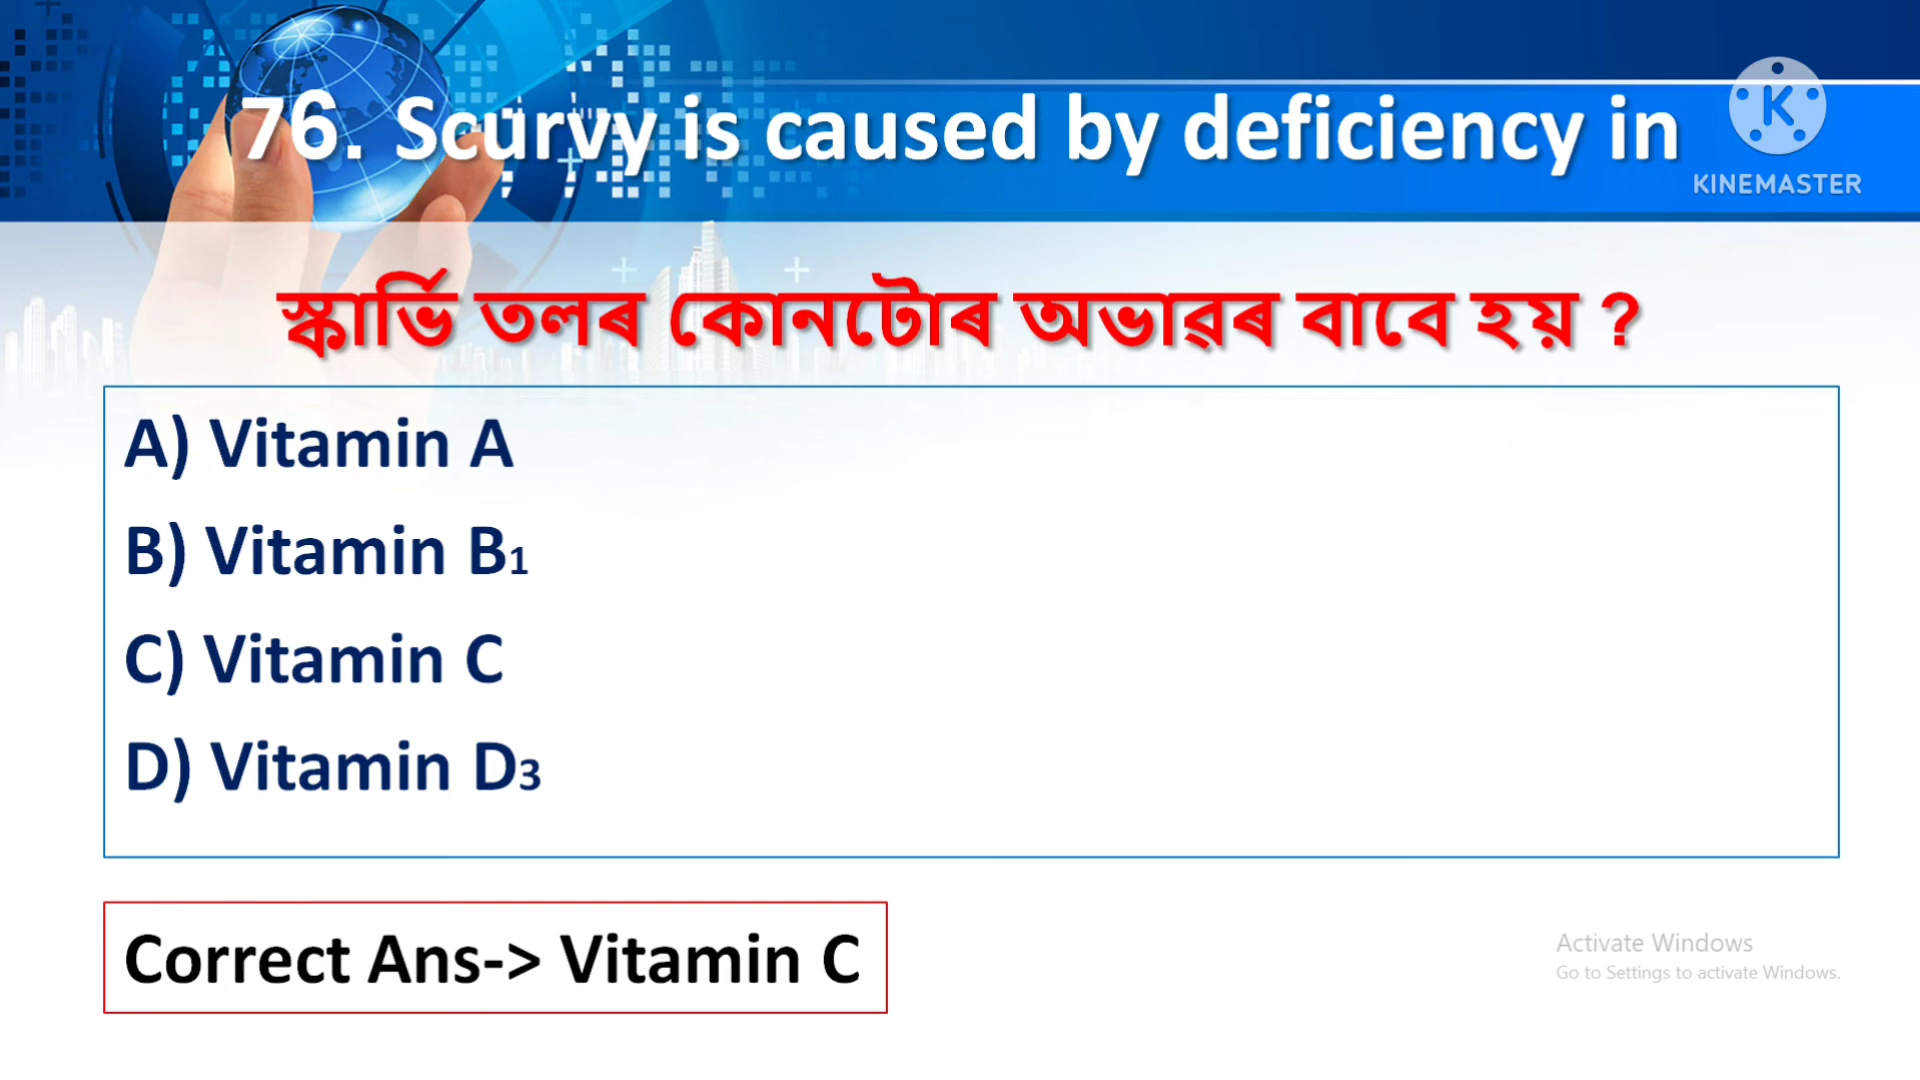 76. Scurvy is caused by deficiency in
KINEMASTER
স্কাৰ্ভি তলৰ কোনটোৰ অভাৱৰ বাবে হয় ?
A) Vitamin A
B) Vitamin B₁
C) Vitamin C
D) Vitamin D₃
Correct Ans-> Vitamin C
Activate Windows
Go to Settings to activate Windows.